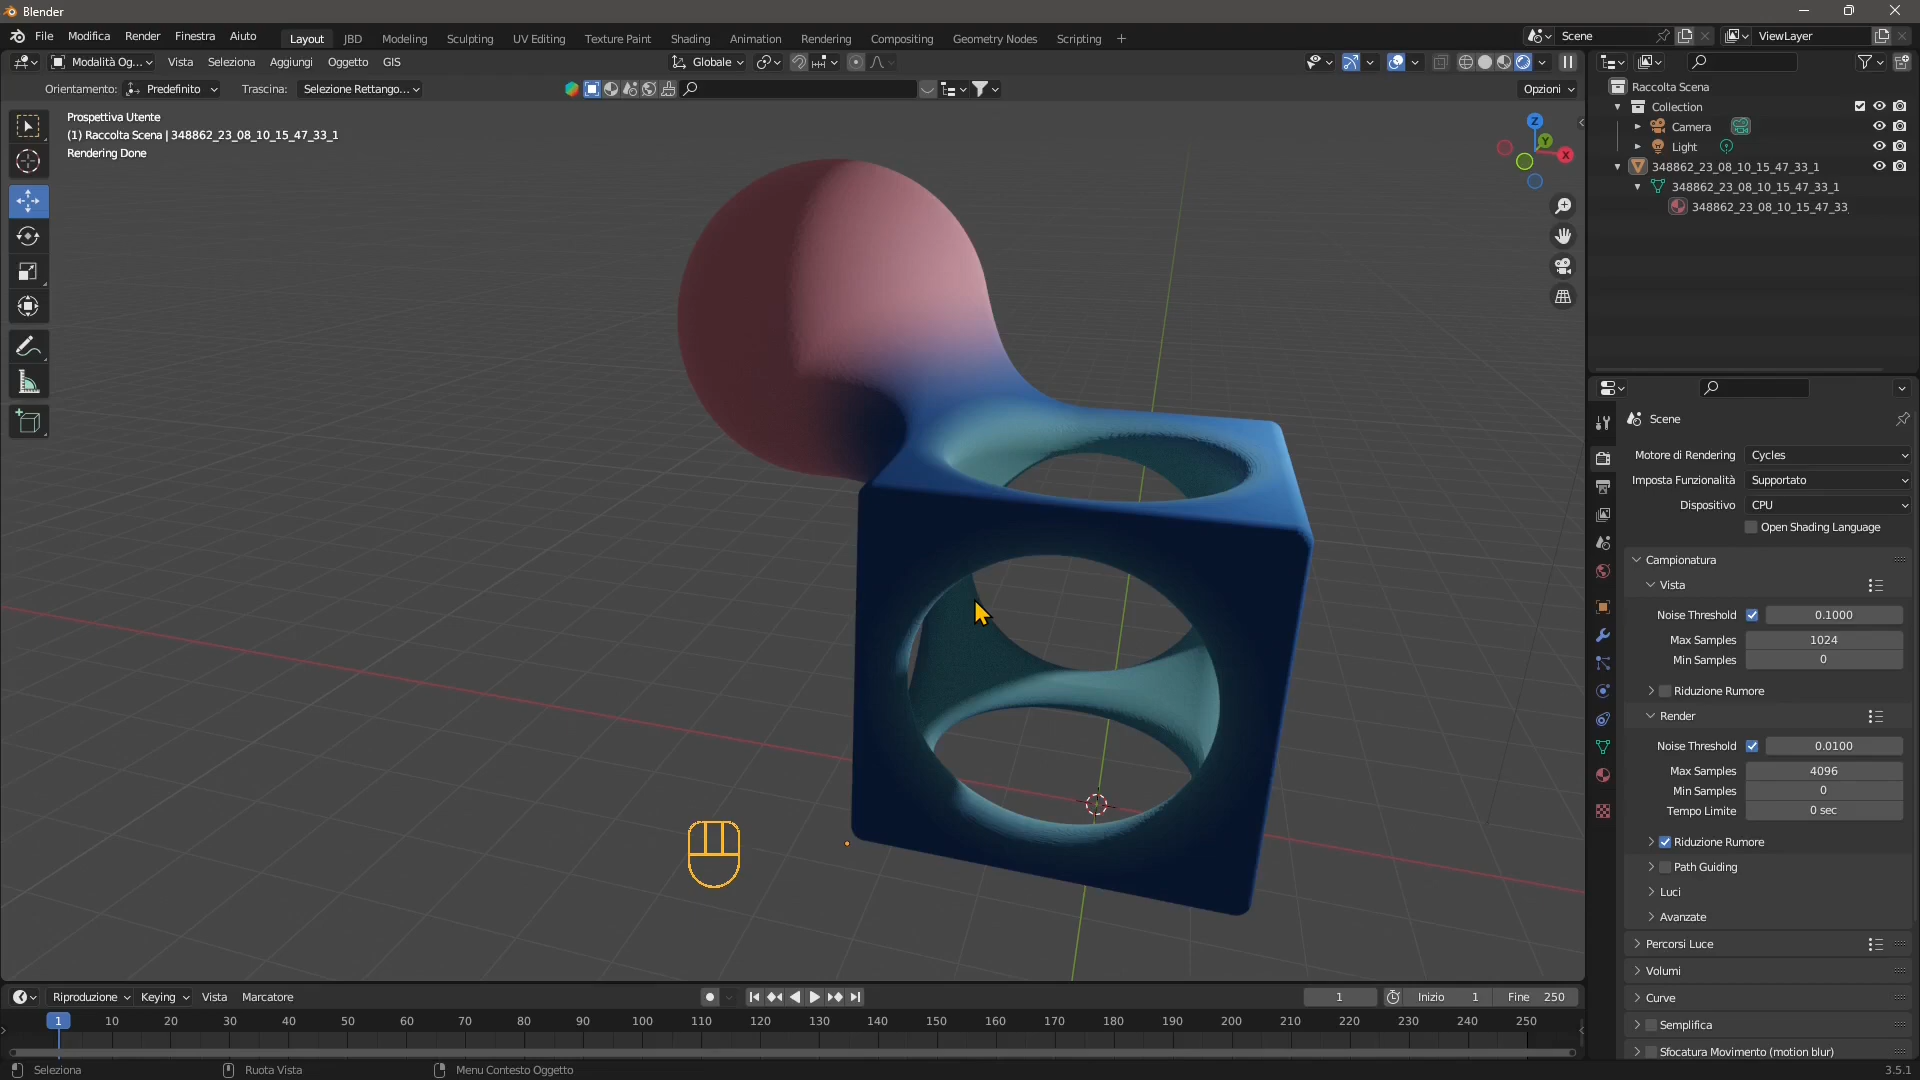 Blender
File Modifica Render Finestra Aiuto
Layout JBD Modeling Sculpting UV Editing Texture Paint Shading Animation Rendering Compositing Geometry Nodes Scripting +
Scene
ViewLayer
Modalità Og... Vista Seleziona Aggiungi Oggetto GIS
Globale
Orientamento: Predefinito Trascina: Selezione Rettango...
Opzioni
Prospettiva Utente
(1) Raccolta Scena | 348862_23_08_10_15_47_33_1
Rendering Done
Z
Y
X
Raccolta Scena
Collection
Camera
Light
348862_23_08_10_15_47_33_1
348862_23_08_10_15_47_33_1
348862_23_08_10_15_47_33_
Scene
Motore di Rendering Cycles
Imposta Funzionalità Supportato
Dispositivo CPU
Open Shading Language
Campionatura
Vista
Noise Threshold 0.1000
Max Samples 1024
Min Samples 0
Riduzione Rumore
Render
Noise Threshold 0.0100
Max Samples 4096
Min Samples 0
Tempo Limite 0 sec
Riduzione Rumore
Path Guiding
Luci
Avanzate
Percorsi Luce
Volumi
Curve
Semplifica
Sfocatura Movimento (motion blur)
Riproduzione Keying Vista Marcatore
1 Inizio 1 Fine 250
1 10 20 30 40 50 60 70 80 90 100 110 120 130 140 150 160 170 180 190 200 210 220 230 240 250
Seleziona Ruota Vista Menu Contesto Oggetto
3.5.1